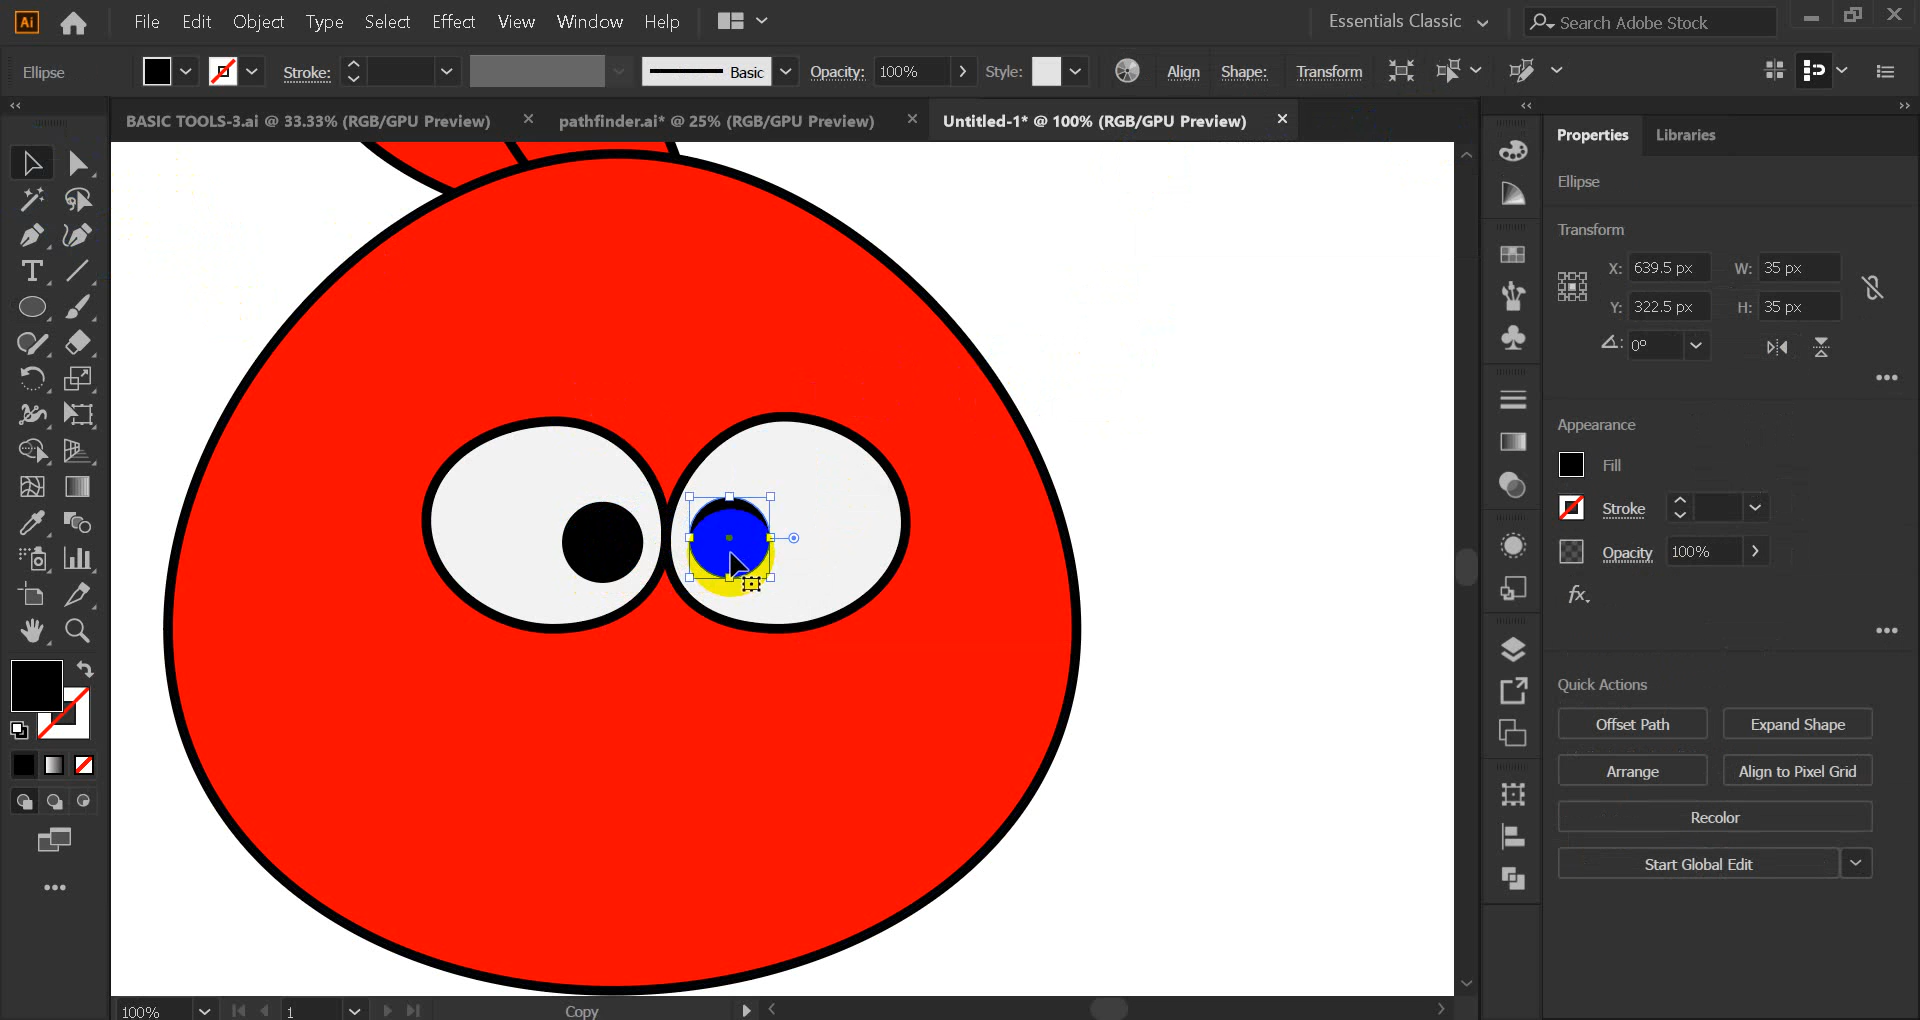 Ai File Edit Object Type Select Effect View Window Help Essentials Classic Search Adobe Stock
Ellipse Stroke: Basic Opacity: 100% Style: Align Shape: Transform
BASIC TOOLS-3.ai @ 33.33% (RGB/GPU Preview) pathfinder.ai* @ 25% (RGB/GPU Preview) Untitled-1* @ 100% (RGB/GPU Preview)
Properties Libraries
Ellipse
Transform
X: 639.5 px W: 35 px
Y: 322.5 px H: 35 px
0°
Appearance
Fill
Stroke
Opacity 100%
fx.
Quick Actions
Offset Path Expand Shape
Arrange Align to Pixel Grid
Recolor
Start Global Edit
100% 1 Copy